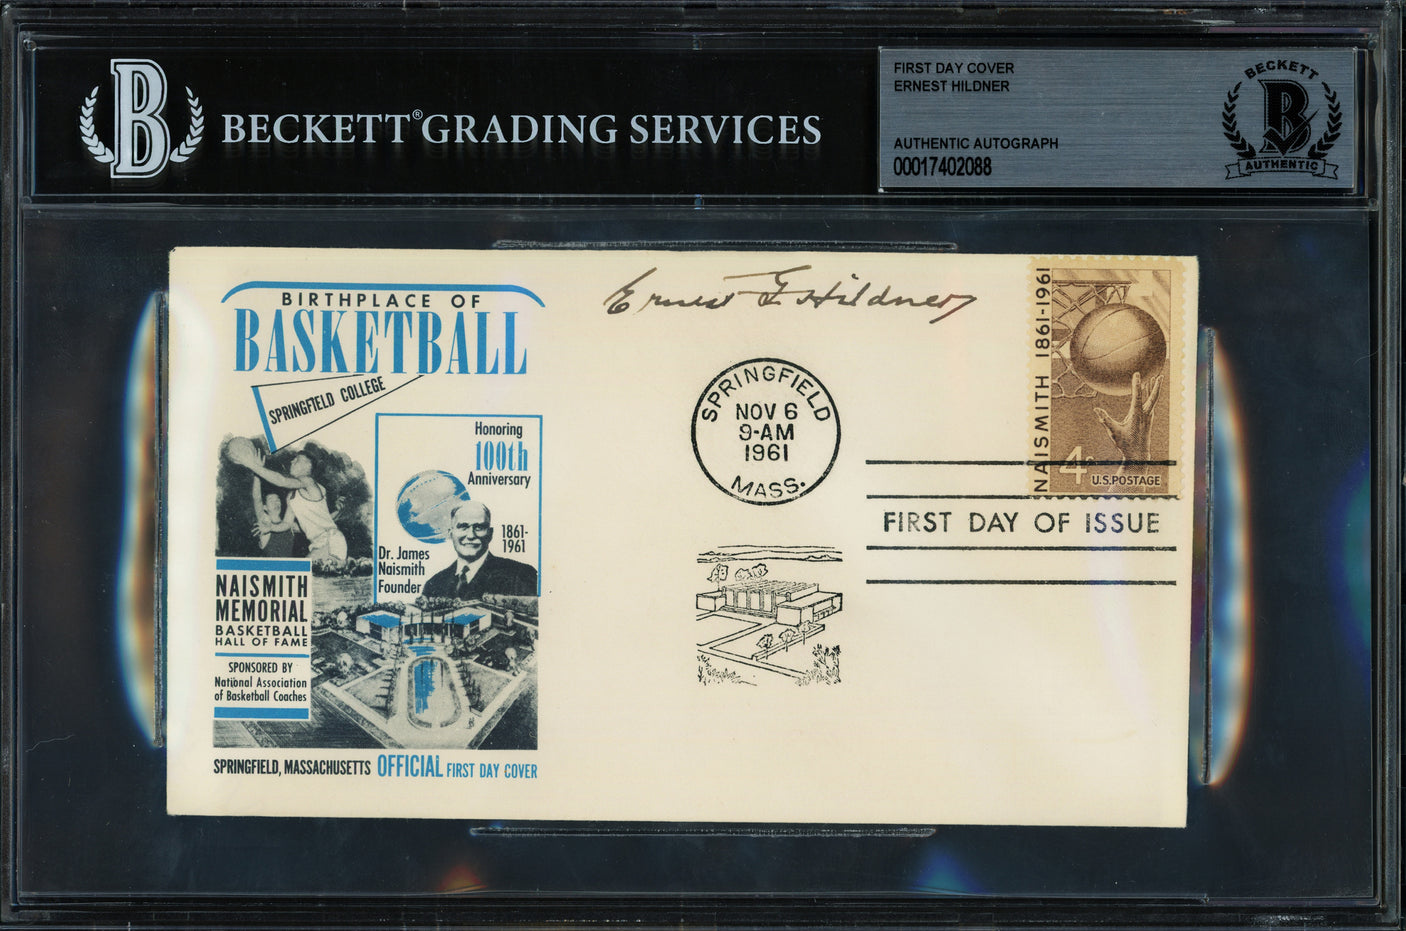 B
BECKETT® GRADING SERVICES
FIRST DAY COVER
ERNEST HILDNER
AUTHENTIC AUTOGRAPH
00017402088
BECKETT
B
AUTHENTIC
BIRTHPLACE OF
BASKETBALL
SPRINGFIELD COLLEGE
Honoring
100th
Anniversary
1861-
1961
Dr. James
Naismith
Founder
NAISMITH
MEMORIAL
BASKETBALL
HALL OF FAME
SPONSORED BY
National Association
of Basketball Coaches
SPRINGFIELD, MASSACHUSETTS OFFICIAL FIRST DAY COVER
Ernest G. Hildner
SPRINGFIELD
NOV 6
9-AM
1961
MASS.
NAISMITH 1861-1961
4c
U.S. POSTAGE
FIRST DAY OF ISSUE